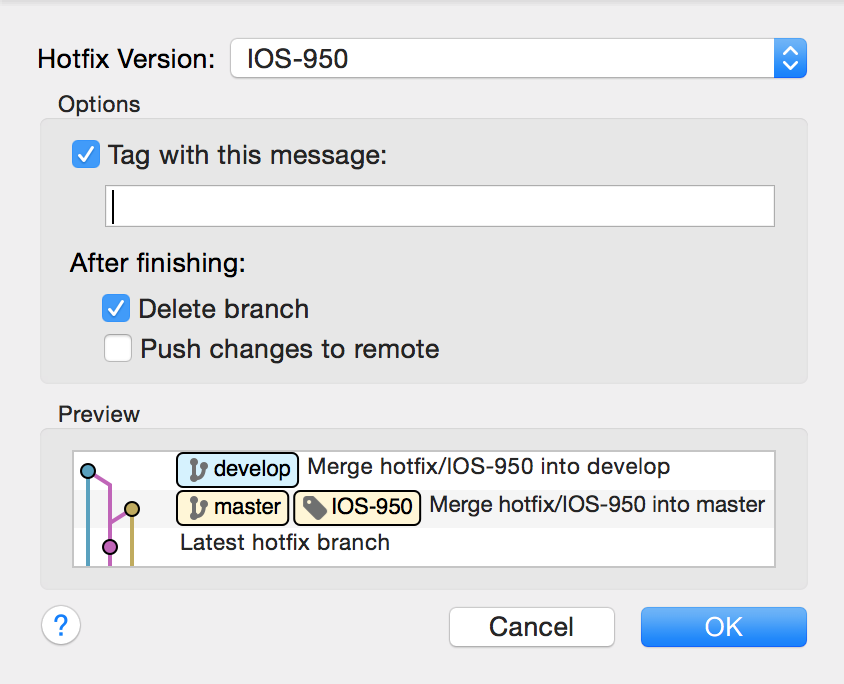 Hotfix Version: IOS-950
Options
Tag with this message:
After finishing:
Delete branch
Push changes to remote
Preview
develop Merge hotfix/IOS-950 into develop
master IOS-950 Merge hotfix/IOS-950 into master
Latest hotfix branch
? Cancel OK